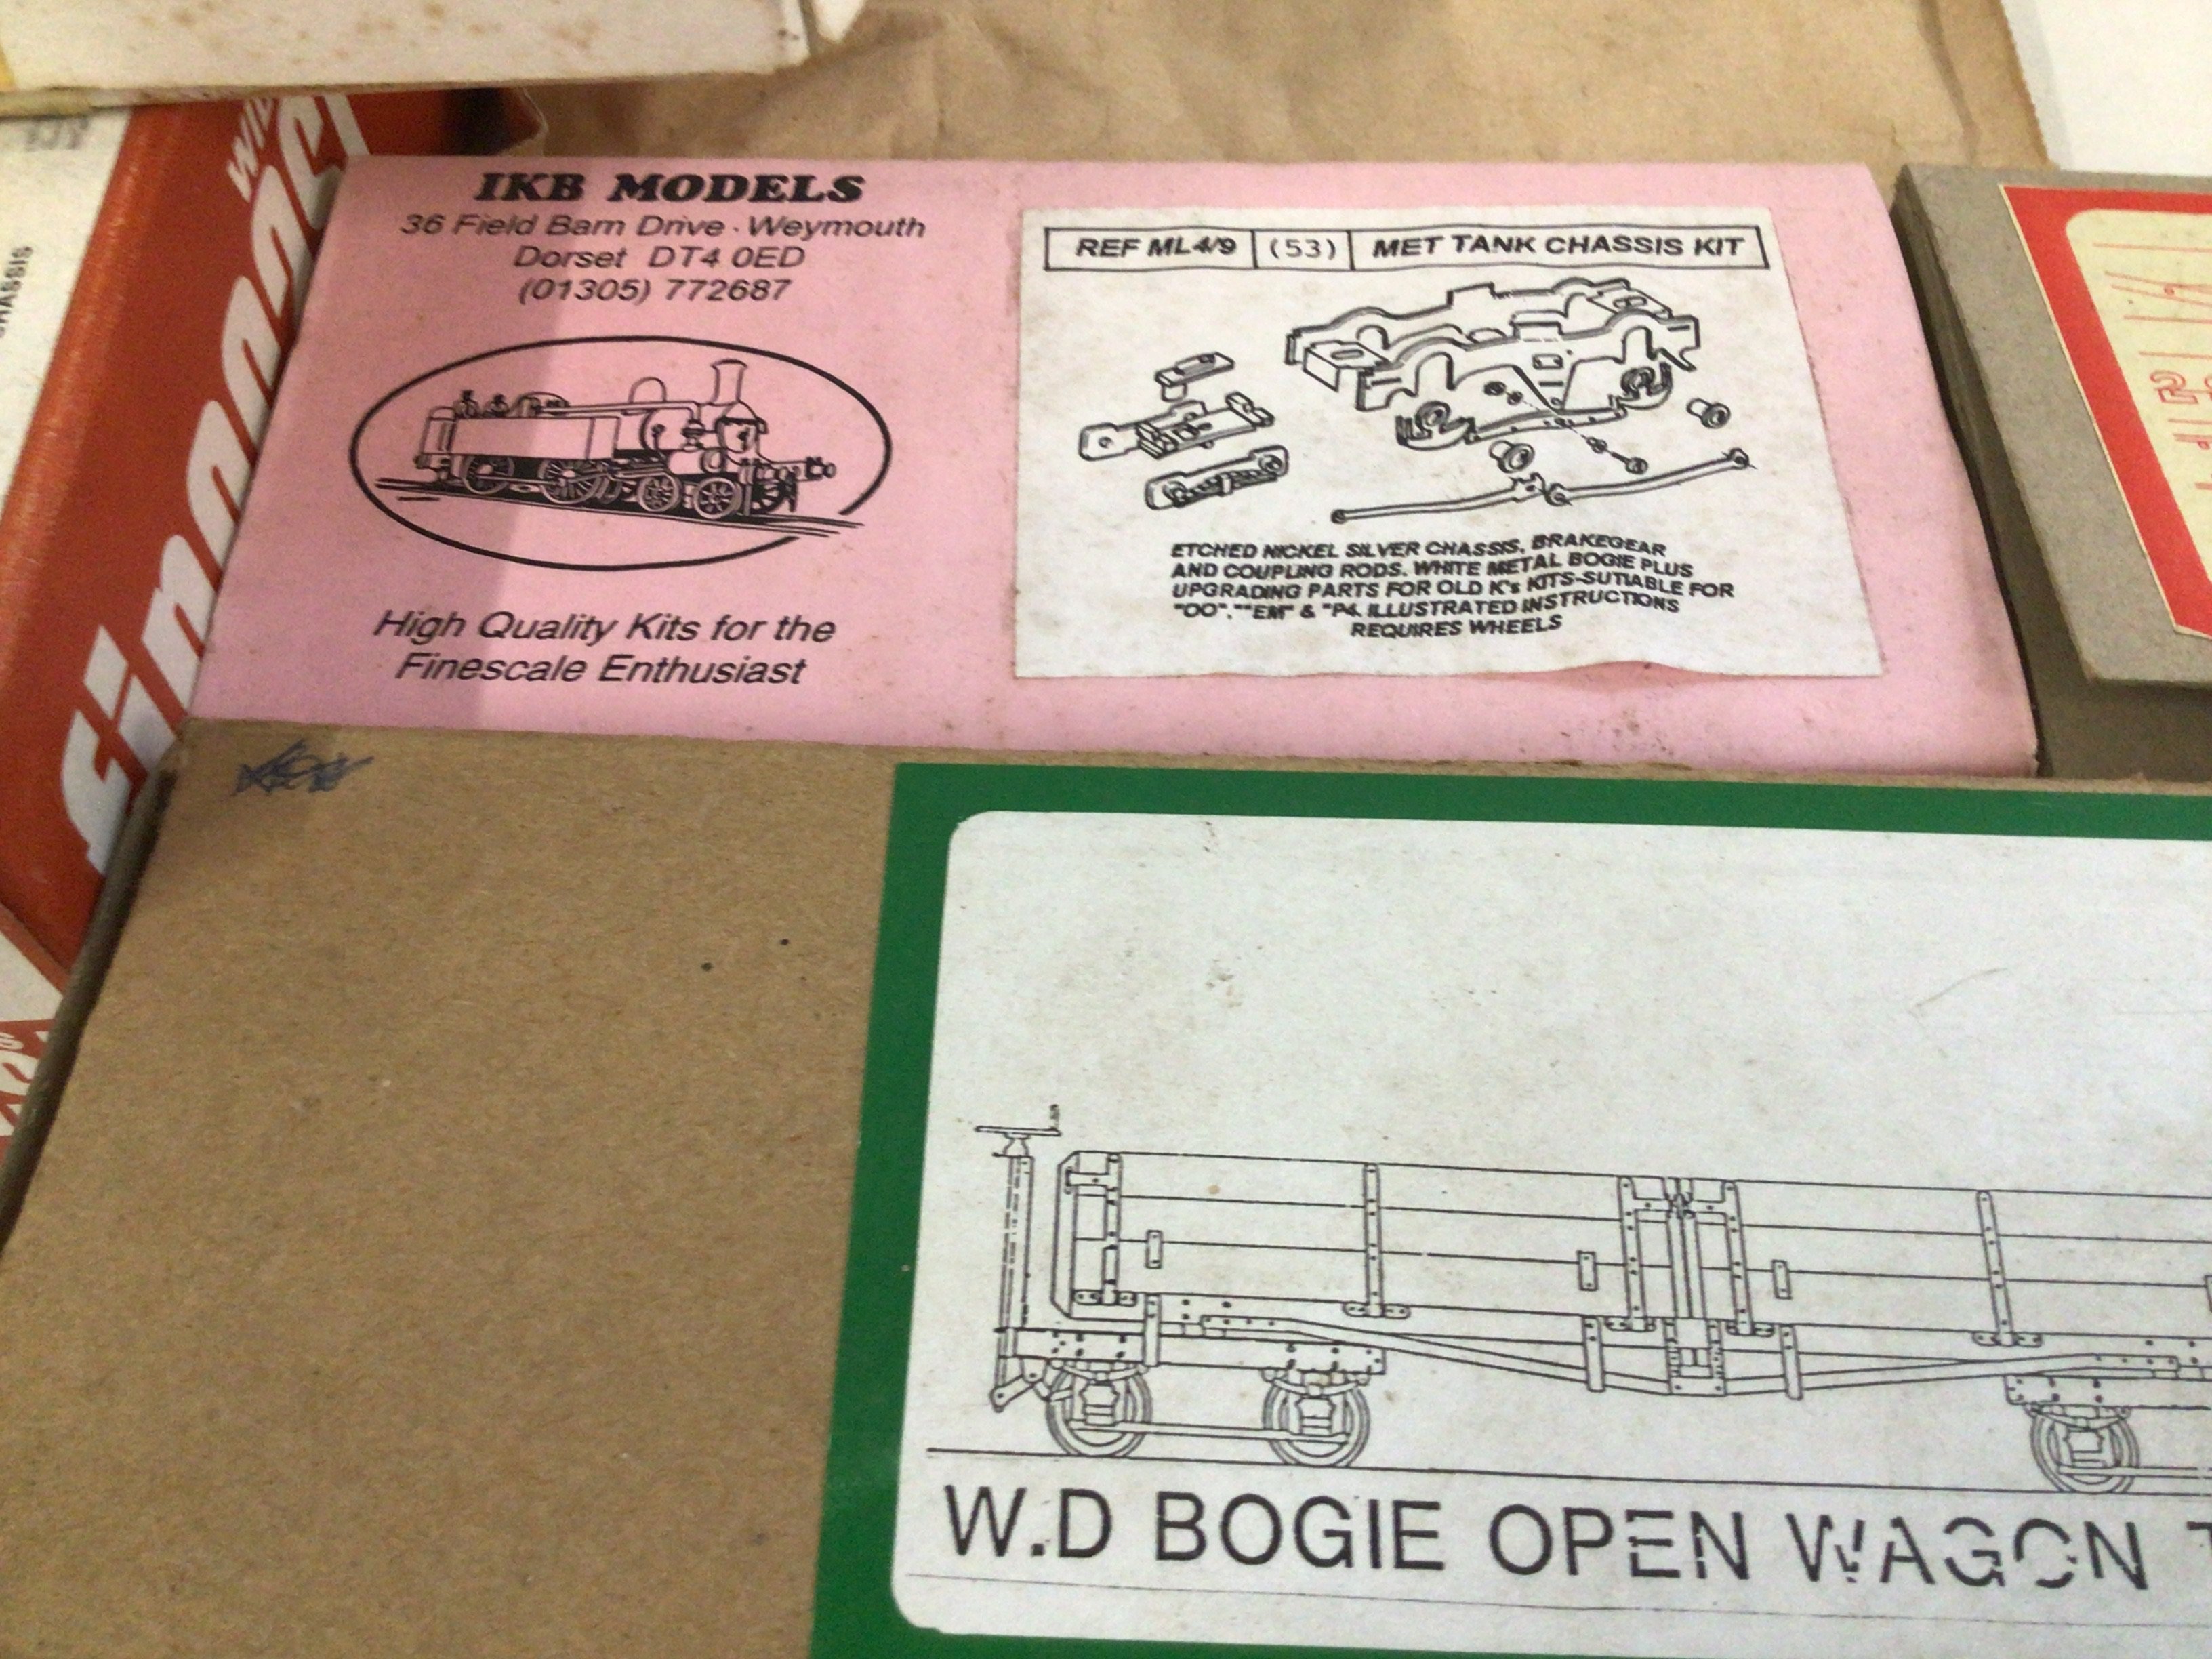 IKB MODELS
36 Field Barn Drive · Weymouth
Dorset DT4 0ED
(01305) 772687
High Quality Kits for the
Finescale Enthusiast
REF ML4/9 (53) MET TANK CHASSIS KIT
ETCHED NICKEL SILVER CHASSIS, BRAKEGEAR
AND COUPLING RODS. WHITE METAL BOGIE PLUS
UPGRADING PARTS FOR OLD K's KITS-SUTIABLE FOR
"OO".""EM" & "P4. ILLUSTRATED INSTRUCTIONS
REQUIRES WHEELS
W.D BOGIE OPEN WAGON